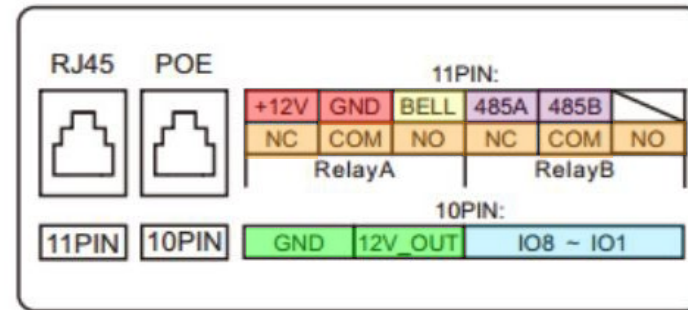 RJ45 POE 11PIN:
+12V GND BELL 485A 485B
NC COM NO NC COM NO
RelayA RelayB
10PIN:
11PIN 10PIN GND 12V_OUT IO8 ~ IO1